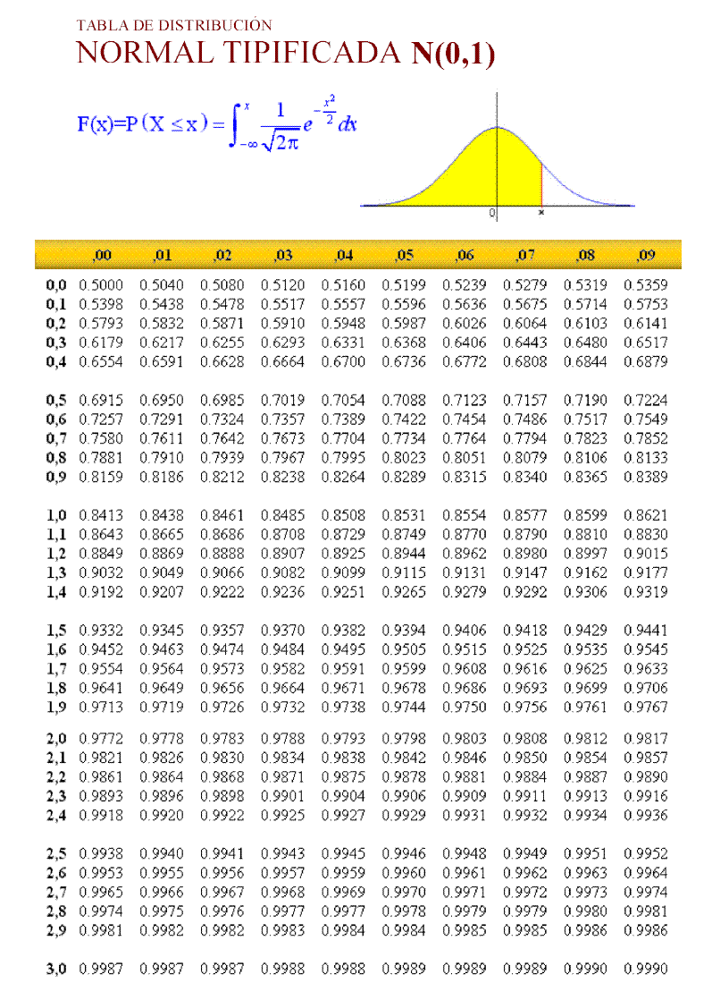 TABLA DE DISTRIBUCIÓN
NORMAL TIPIFICADA N(0,1)
F(x)=P(X ≤ x) = ∫_{-∞}^{x} 1/√(2π) e^{-x²/2} dx
0 x
,00 ,01 ,02 ,03 ,04 ,05 ,06 ,07 ,08 ,09
0,0 0.5000 0.5040 0.5080 0.5120 0.5160 0.5199 0.5239 0.5279 0.5319 0.5359
0,1 0.5398 0.5438 0.5478 0.5517 0.5557 0.5596 0.5636 0.5675 0.5714 0.5753
0,2 0.5793 0.5832 0.5871 0.5910 0.5948 0.5987 0.6026 0.6064 0.6103 0.6141
0,3 0.6179 0.6217 0.6255 0.6293 0.6331 0.6368 0.6406 0.6443 0.6480 0.6517
0,4 0.6554 0.6591 0.6628 0.6664 0.6700 0.6736 0.6772 0.6808 0.6844 0.6879
0,5 0.6915 0.6950 0.6985 0.7019 0.7054 0.7088 0.7123 0.7157 0.7190 0.7224
0,6 0.7257 0.7291 0.7324 0.7357 0.7389 0.7422 0.7454 0.7486 0.7517 0.7549
0,7 0.7580 0.7611 0.7642 0.7673 0.7704 0.7734 0.7764 0.7794 0.7823 0.7852
0,8 0.7881 0.7910 0.7939 0.7967 0.7995 0.8023 0.8051 0.8079 0.8106 0.8133
0,9 0.8159 0.8186 0.8212 0.8238 0.8264 0.8289 0.8315 0.8340 0.8365 0.8389
1,0 0.8413 0.8438 0.8461 0.8485 0.8508 0.8531 0.8554 0.8577 0.8599 0.8621
1,1 0.8643 0.8665 0.8686 0.8708 0.8729 0.8749 0.8770 0.8790 0.8810 0.8830
1,2 0.8849 0.8869 0.8888 0.8907 0.8925 0.8944 0.8962 0.8980 0.8997 0.9015
1,3 0.9032 0.9049 0.9066 0.9082 0.9099 0.9115 0.9131 0.9147 0.9162 0.9177
1,4 0.9192 0.9207 0.9222 0.9236 0.9251 0.9265 0.9279 0.9292 0.9306 0.9319
1,5 0.9332 0.9345 0.9357 0.9370 0.9382 0.9394 0.9406 0.9418 0.9429 0.9441
1,6 0.9452 0.9463 0.9474 0.9484 0.9495 0.9505 0.9515 0.9525 0.9535 0.9545
1,7 0.9554 0.9564 0.9573 0.9582 0.9591 0.9599 0.9608 0.9616 0.9625 0.9633
1,8 0.9641 0.9649 0.9656 0.9664 0.9671 0.9678 0.9686 0.9693 0.9699 0.9706
1,9 0.9713 0.9719 0.9726 0.9732 0.9738 0.9744 0.9750 0.9756 0.9761 0.9767
2,0 0.9772 0.9778 0.9783 0.9788 0.9793 0.9798 0.9803 0.9808 0.9812 0.9817
2,1 0.9821 0.9826 0.9830 0.9834 0.9838 0.9842 0.9846 0.9850 0.9854 0.9857
2,2 0.9861 0.9864 0.9868 0.9871 0.9875 0.9878 0.9881 0.9884 0.9887 0.9890
2,3 0.9893 0.9896 0.9898 0.9901 0.9904 0.9906 0.9909 0.9911 0.9913 0.9916
2,4 0.9918 0.9920 0.9922 0.9925 0.9927 0.9929 0.9931 0.9932 0.9934 0.9936
2,5 0.9938 0.9940 0.9941 0.9943 0.9945 0.9946 0.9948 0.9949 0.9951 0.9952
2,6 0.9953 0.9955 0.9956 0.9957 0.9959 0.9960 0.9961 0.9962 0.9963 0.9964
2,7 0.9965 0.9966 0.9967 0.9968 0.9969 0.9970 0.9971 0.9972 0.9973 0.9974
2,8 0.9974 0.9975 0.9976 0.9977 0.9977 0.9978 0.9979 0.9979 0.9980 0.9981
2,9 0.9981 0.9982 0.9982 0.9983 0.9984 0.9984 0.9985 0.9985 0.9986 0.9986
3,0 0.9987 0.9987 0.9987 0.9988 0.9988 0.9989 0.9989 0.9989 0.9990 0.9990